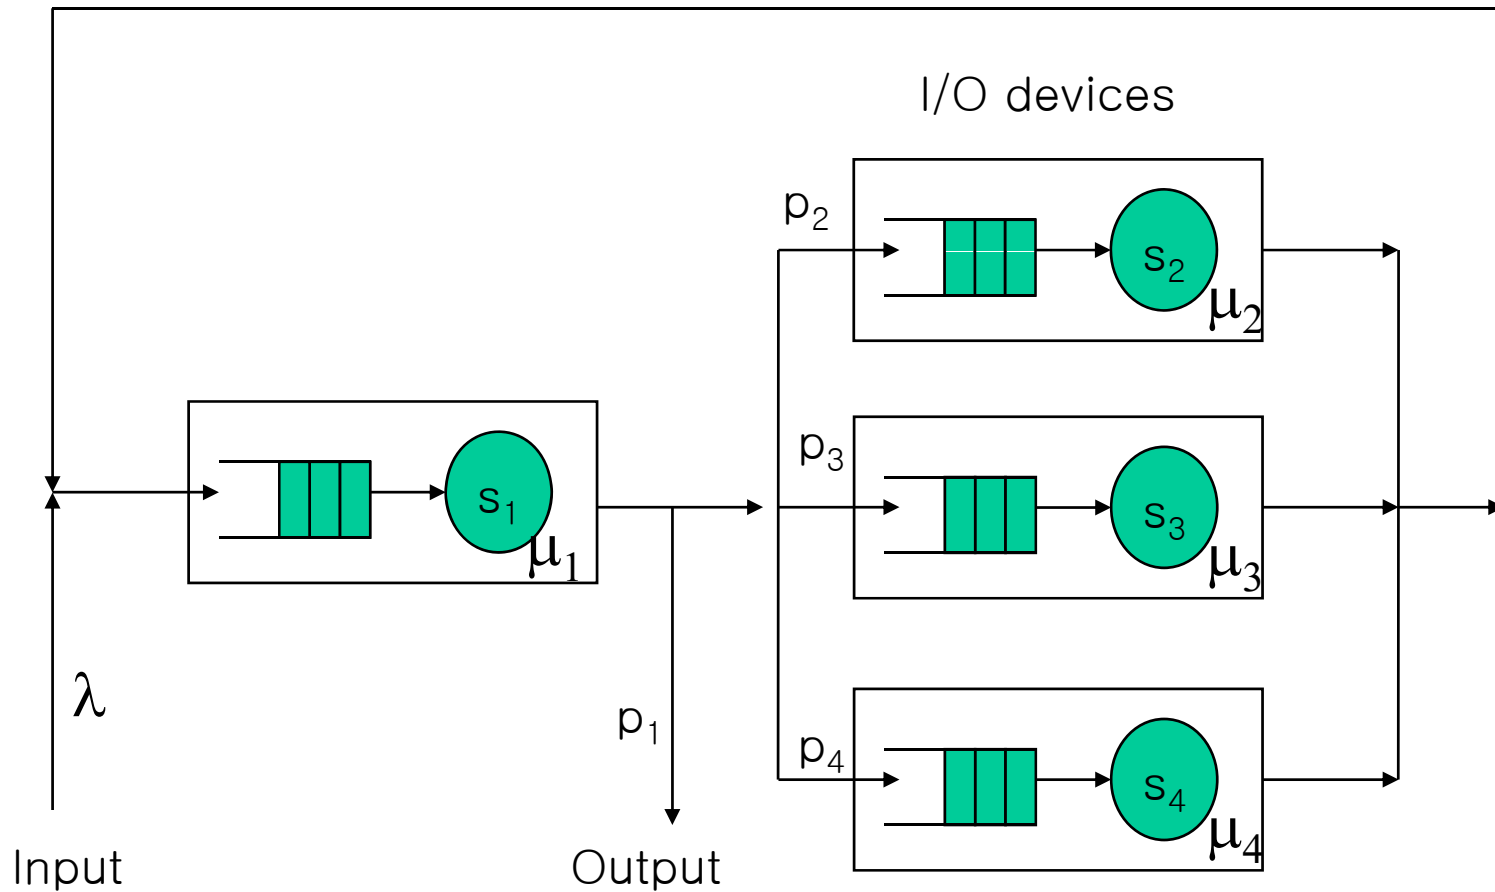 I/O devices
p₂
s₂
μ₂
p₃
s₁
s₃
μ₁
μ₃
λ
p₁
p₄
s₄
μ₄
Input
Output